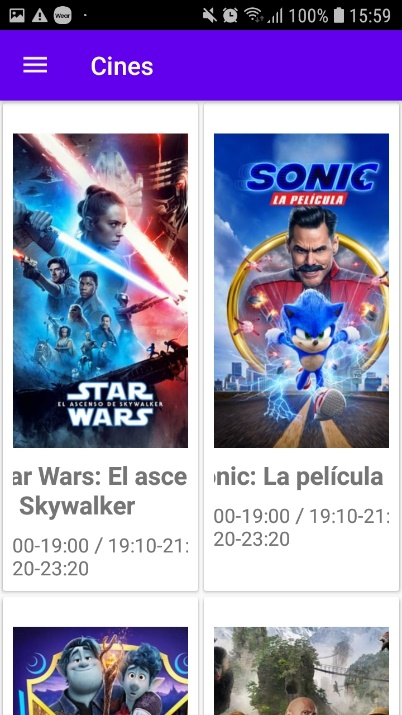 Wear 100% 15:59
Cines
SONIC
LA PELÍCULA
STAR
EL ASCENSO DE SKYWALKER
WARS
ar Wars: El asce
Skywalker
00-19:00 / 19:10-21:
20-23:20
onic: La película
00-19:00 / 19:10-21:
20-23:20